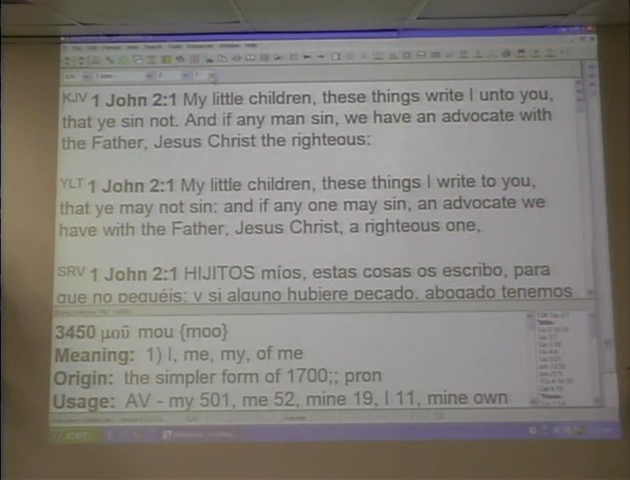 KJV 1 John 2:1 My little children, these things write I unto you,
that ye sin not. And if any man sin, we have an advocate with
the Father, Jesus Christ the righteous:
YLT 1 John 2:1 My little children, these things I write to you,
that ye may not sin: and if any one may sin, an advocate we
have with the Father, Jesus Christ, a righteous one,
SRV 1 John 2:1 HIJITOS míos, estas cosas os escribo, para
que no pequéis; y si alguno hubiere pecado, abogado tenemos
3450 μοῦ mou {moo}
Meaning: 1) I, me, my, of me
Origin: the simpler form of 1700;; pron
Usage: AV - my 501, me 52, mine 19, I 11, mine own